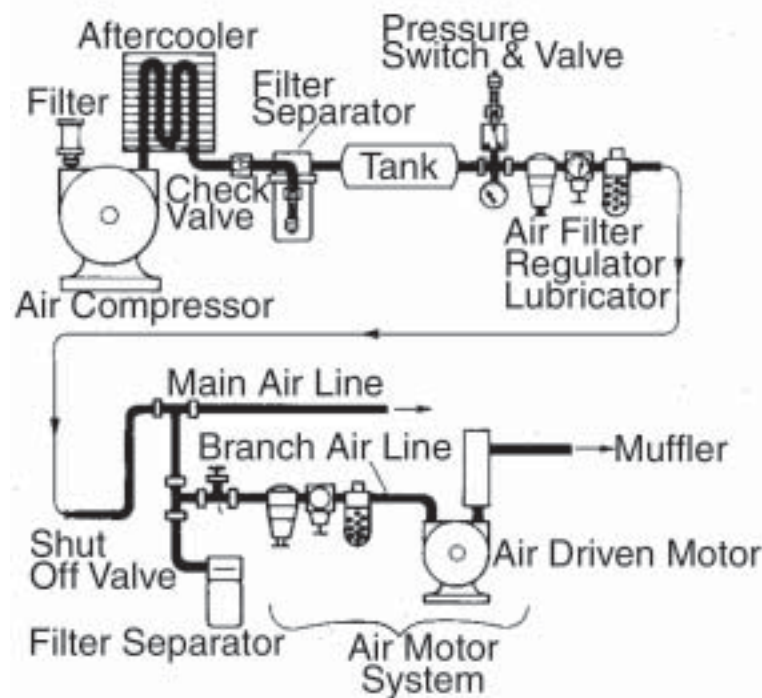 Aftercooler
Pressure
Switch & Valve
Filter
Filter
Separator
Tank
Check
Valve
Air Filter
Regulator
Lubricator
Air Compressor
Main Air Line
Branch Air Line
Muffler
Shut
Off Valve
Air Driven Motor
Filter Separator
Air Motor
System